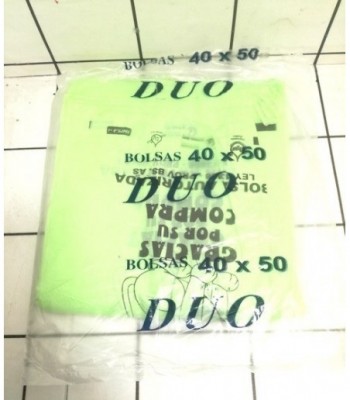 BOLSAS 40 x 50
DUO
BOLSAS 40 x 50
DUO
GRACIAS
POR SU
COMPRA
BOLSAS 40 x 50
DUO